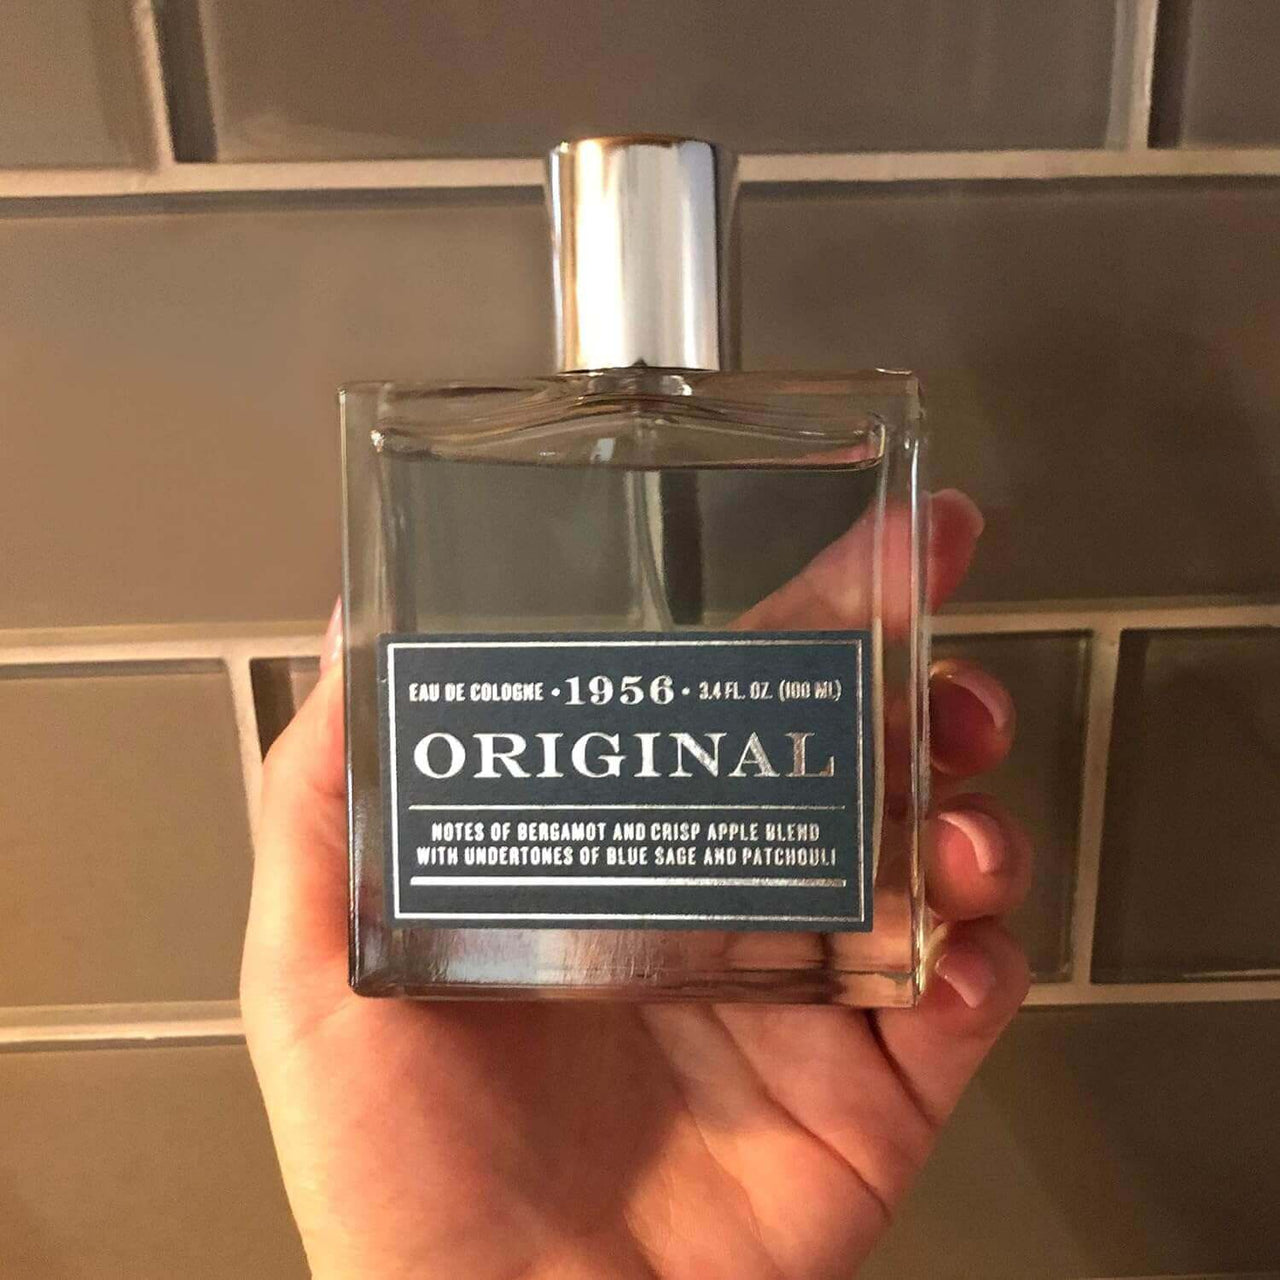 EAU DE COLOGNE • 1956 • 3.4 FL. OZ. (100 ML)
ORIGINAL
NOTES OF BERGAMOT AND CRISP APPLE BLEND
WITH UNDERTONES OF BLUE SAGE AND PATCHOULI